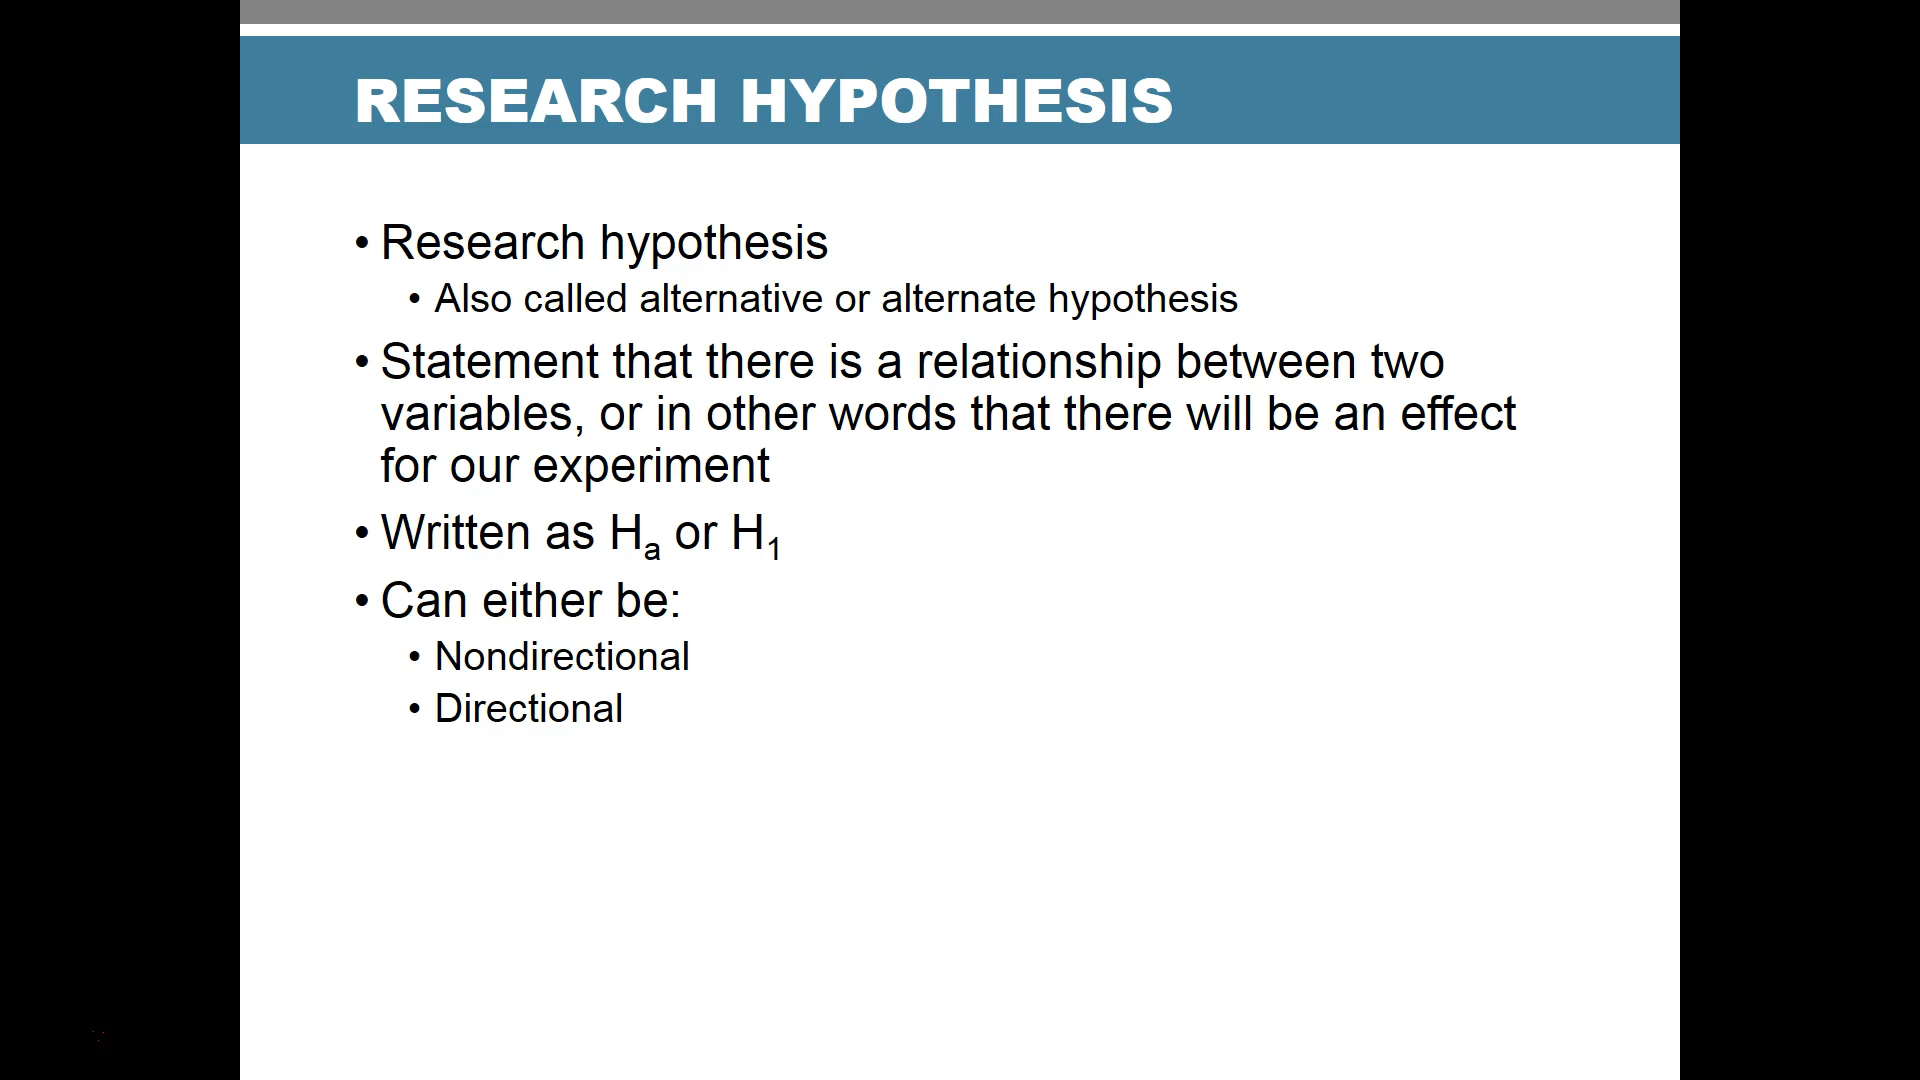 RESEARCH HYPOTHESIS
• Research hypothesis
• Also called alternative or alternate hypothesis
• Statement that there is a relationship between two
variables, or in other words that there will be an effect
for our experiment
• Written as Hₐ or H₁
• Can either be:
• Nondirectional
• Directional